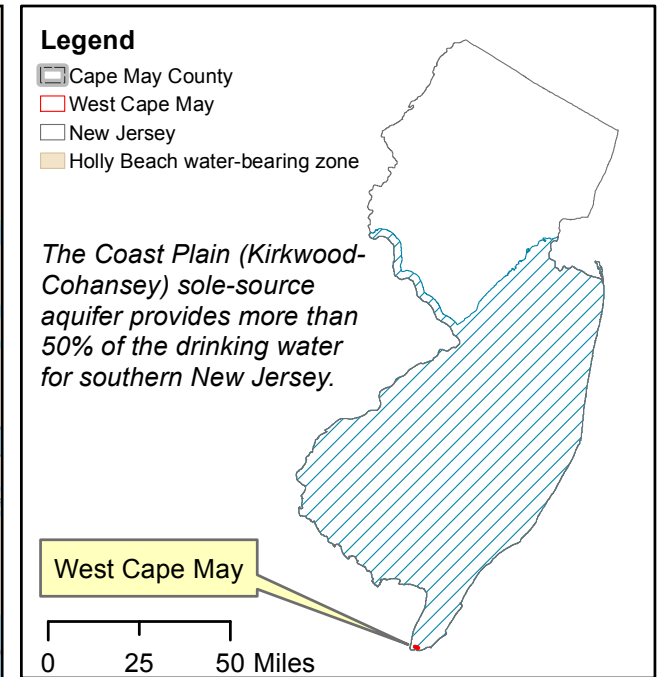 Legend
Cape May County
West Cape May
New Jersey
Holly Beach water-bearing zone
The Coast Plain (Kirkwood-
Cohansey) sole-source
aquifer provides more than
50% of the drinking water
for southern New Jersey.
West Cape May
0 25 50 Miles